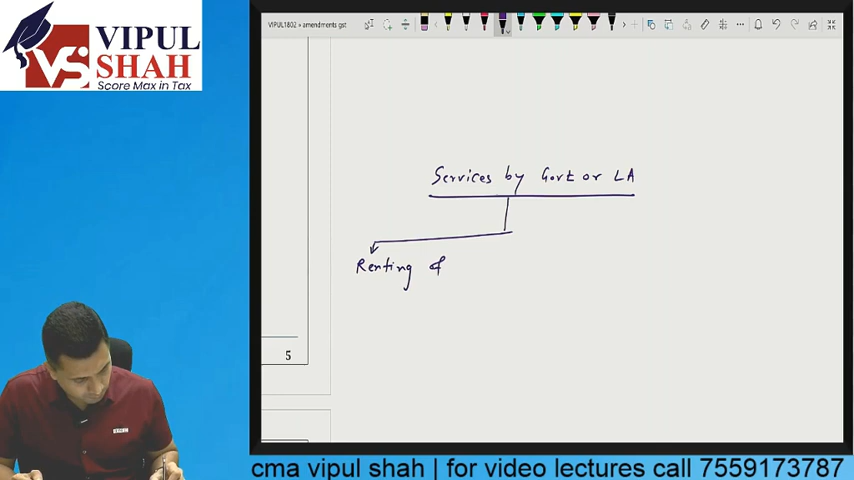 VIPUL
SHAH
Score Max in Tax
VS
VIPUL1802 + amendments gst
Services by Govt or LA
Renting of
5
cma vipul shah | for video lectures call 7559173787